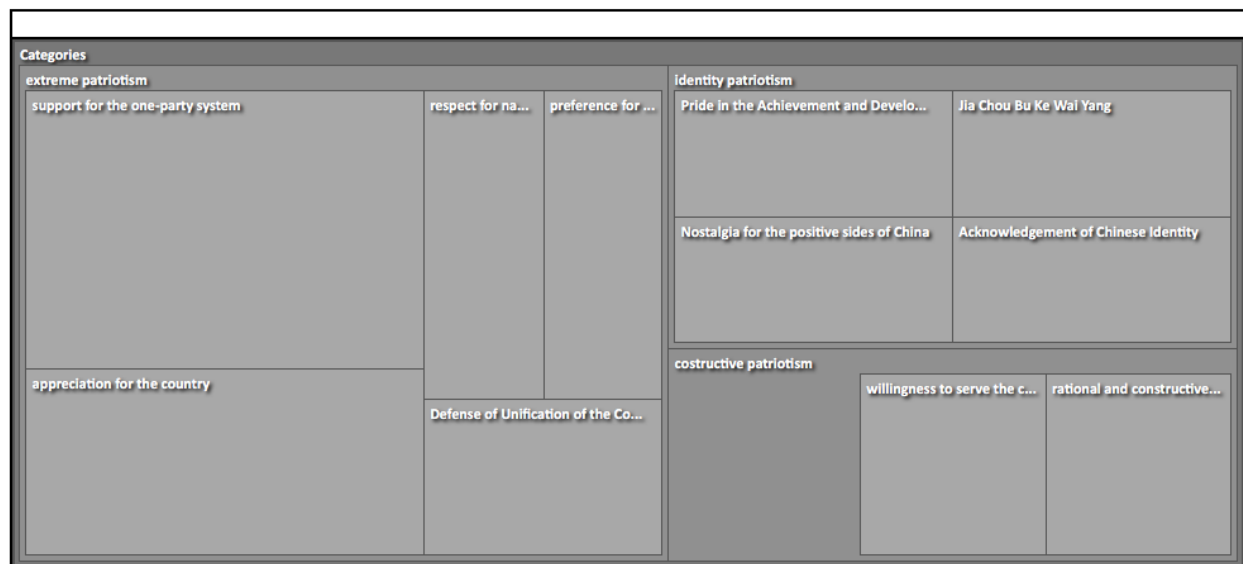 Categories
extreme patriotism
support for the one-party system
respect for na...
preference for ...
appreciation for the country
Defense of Unification of the Co...
identity patriotism
Pride in the Achievement and Develo...
Jia Chou Bu Ke Wai Yang
Nostalgia for the positive sides of China
Acknowledgement of Chinese Identity
costructive patriotism
willingness to serve the c...
rational and constructive...